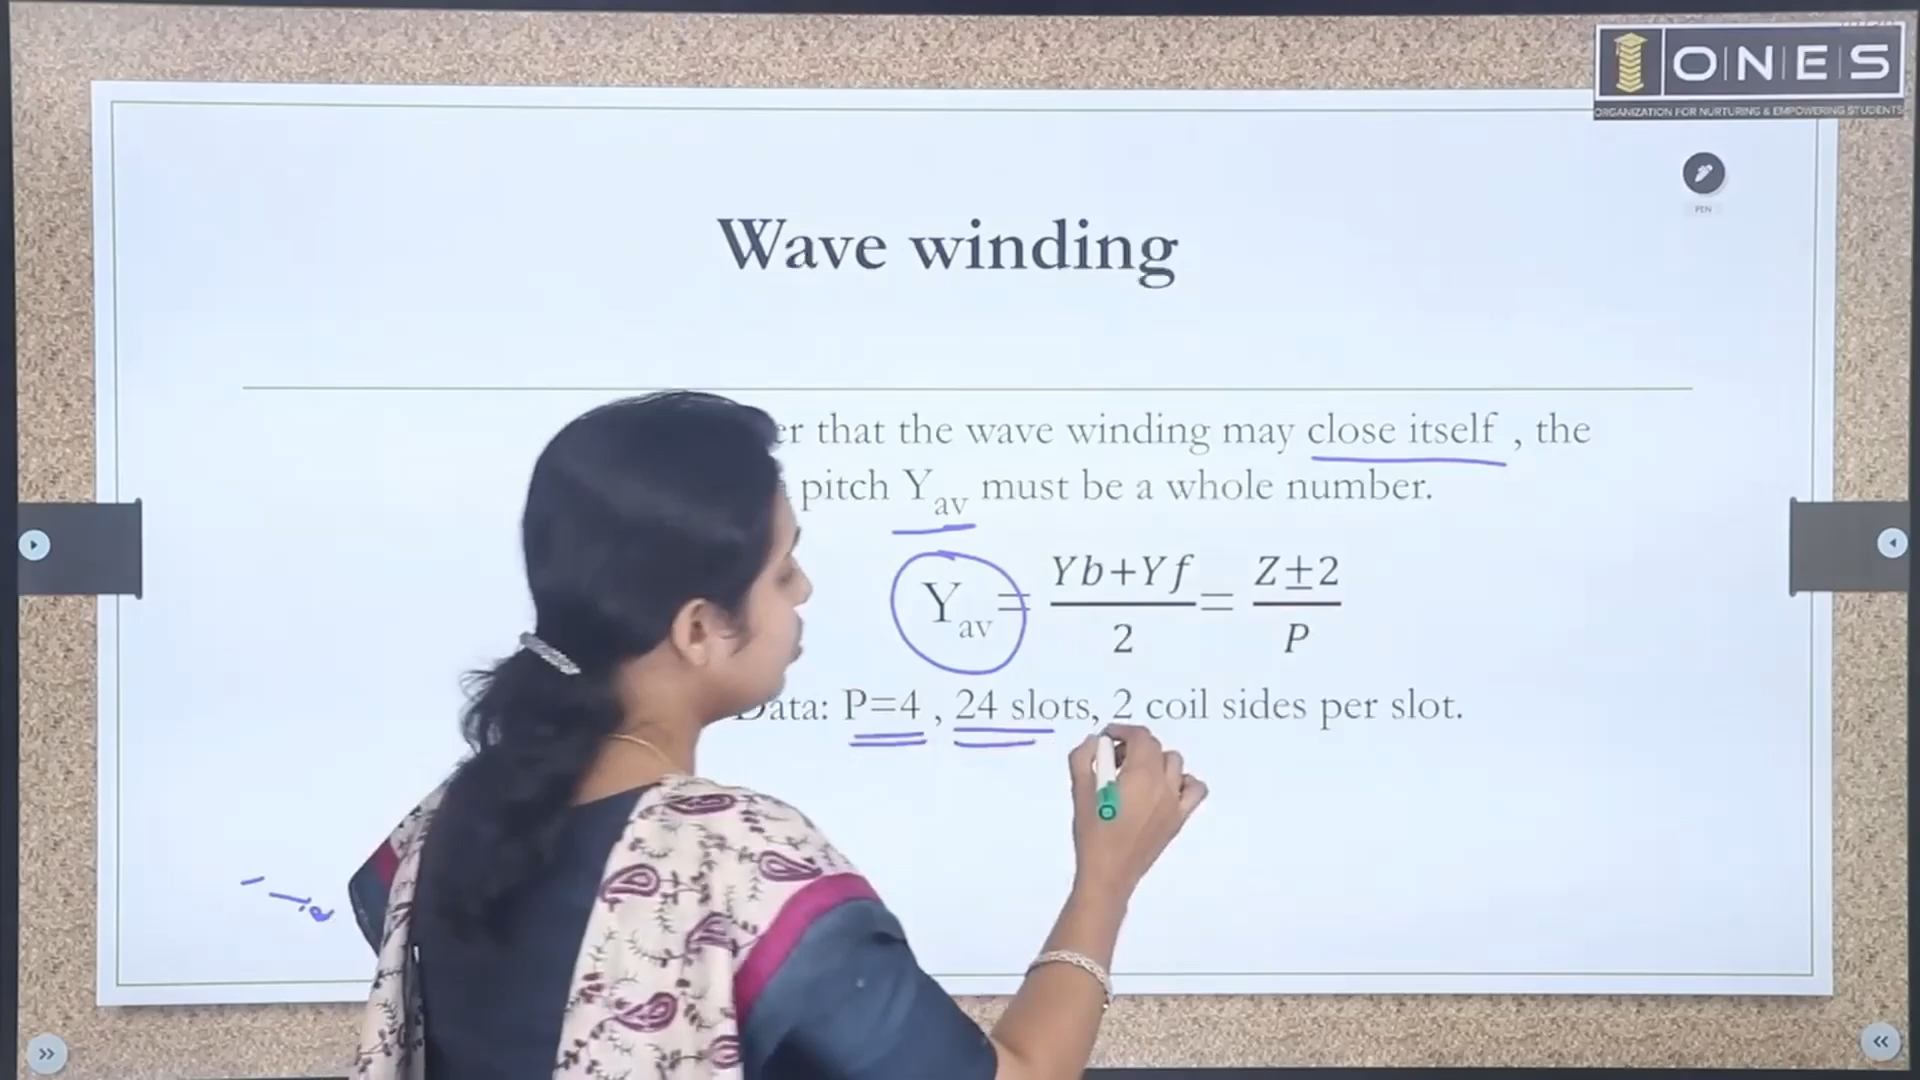 ONES
ORGANIZATION FOR NURTURING & EMPOWERING STUDENTS
PEN
Wave winding
that the wave winding may close itself , the
pitch Yav must be a whole number.
Yav = Yb+Yf/2 = Z±2/P
Data: P=4 , 24 slots, 2 coil sides per slot.